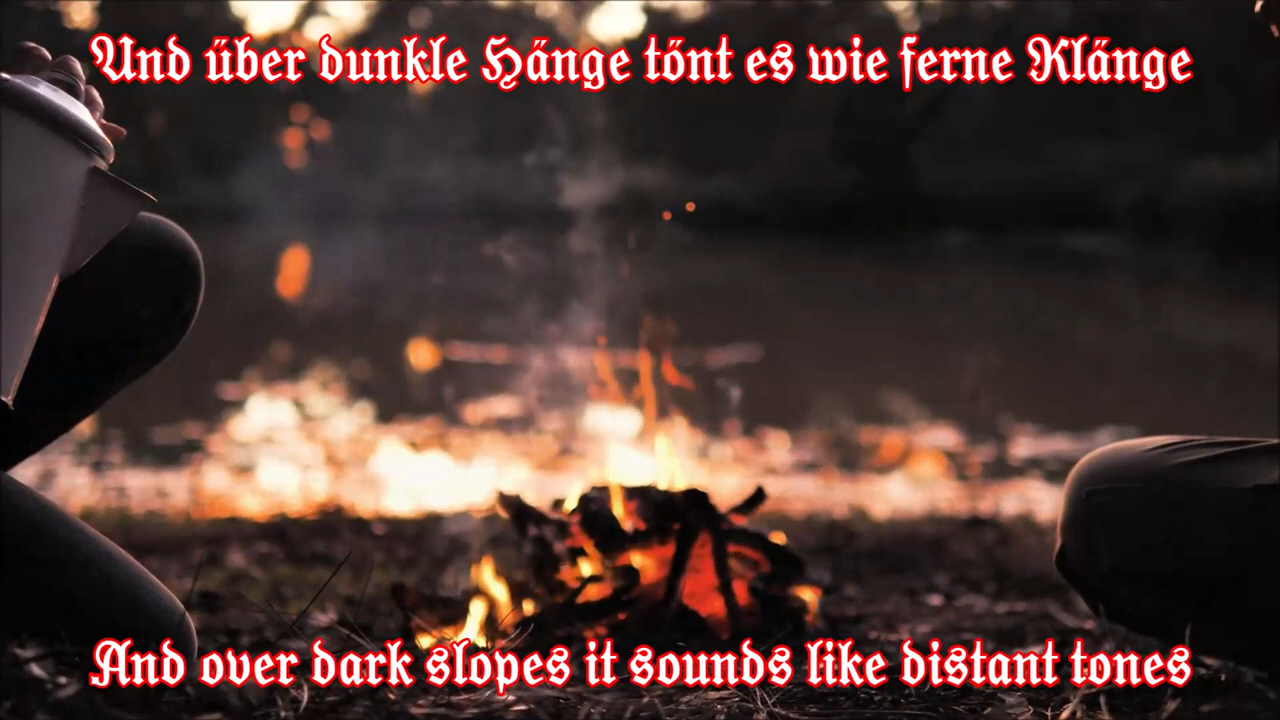 Und über dunkle Hänge tönt es wie ferne Klänge
And over dark slopes it sounds like distant tones